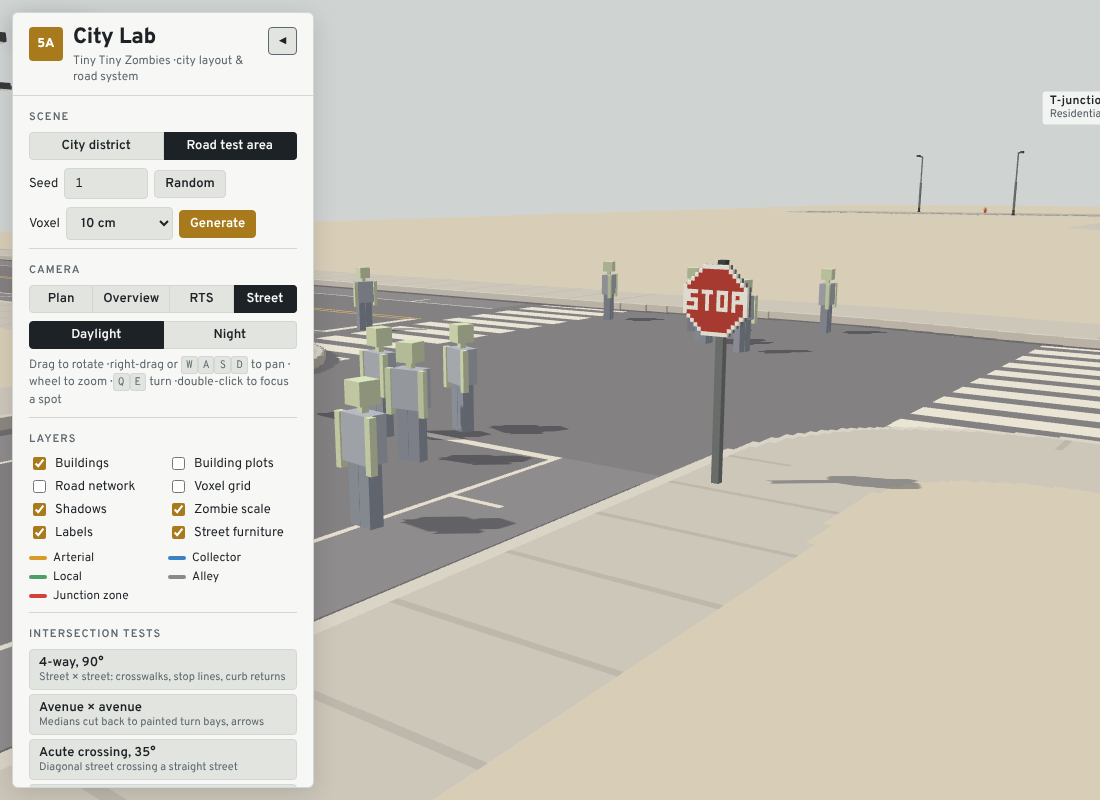 5A
City Lab
Tiny Tiny Zombies · city layout &
road system
◄
SCENE
City district
Road test area
Seed
1
Random
Voxel
10 cm
Generate
CAMERA
Plan
Overview
RTS
Street
Daylight
Night
Drag to rotate · right-drag or W A S D to pan ·
wheel to zoom · Q E turn · double-click to focus
a spot
LAYERS
Buildings
Building plots
Road network
Voxel grid
Shadows
Zombie scale
Labels
Street furniture
Arterial
Collector
Local
Alley
Junction zone
INTERSECTION TESTS
4-way, 90°
Street × street: crosswalks, stop lines, curb returns
Avenue × avenue
Medians cut back to painted turn bays, arrows
Acute crossing, 35°
Diagonal street crossing a straight street
STOP
T-junctio
Residentia